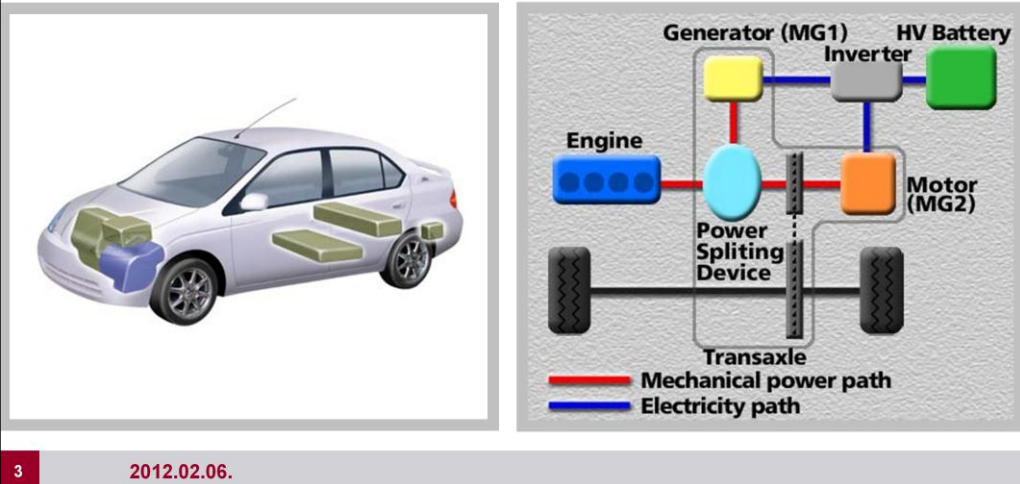 Generator (MG1)
HV Battery
Inverter
Engine
Motor
(MG2)
Power
Spliting
Device
Transaxle
Mechanical power path
Electricity path
3
2012.02.06.